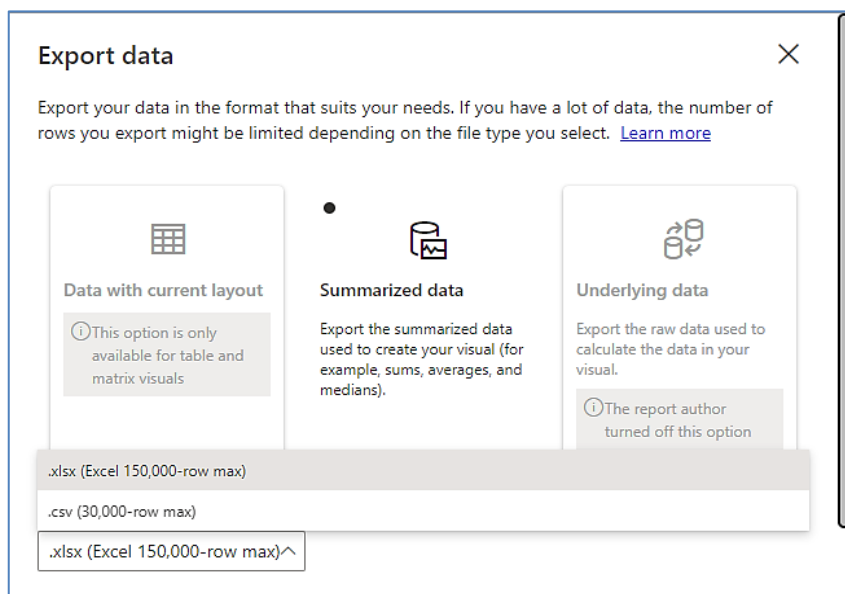 Export data
Export your data in the format that suits your needs. If you have a lot of data, the number of
rows you export might be limited depending on the file type you select. Learn more
Data with current layout
This option is only
available for table and
matrix visuals
Summarized data
Export the summarized data
used to create your visual (for
example, sums, averages, and
medians).
Underlying data
Export the raw data used to
calculate the data in your
visual.
The report author
turned off this option
.xlsx (Excel 150,000-row max)
.csv (30,000-row max)
.xlsx (Excel 150,000-row max)